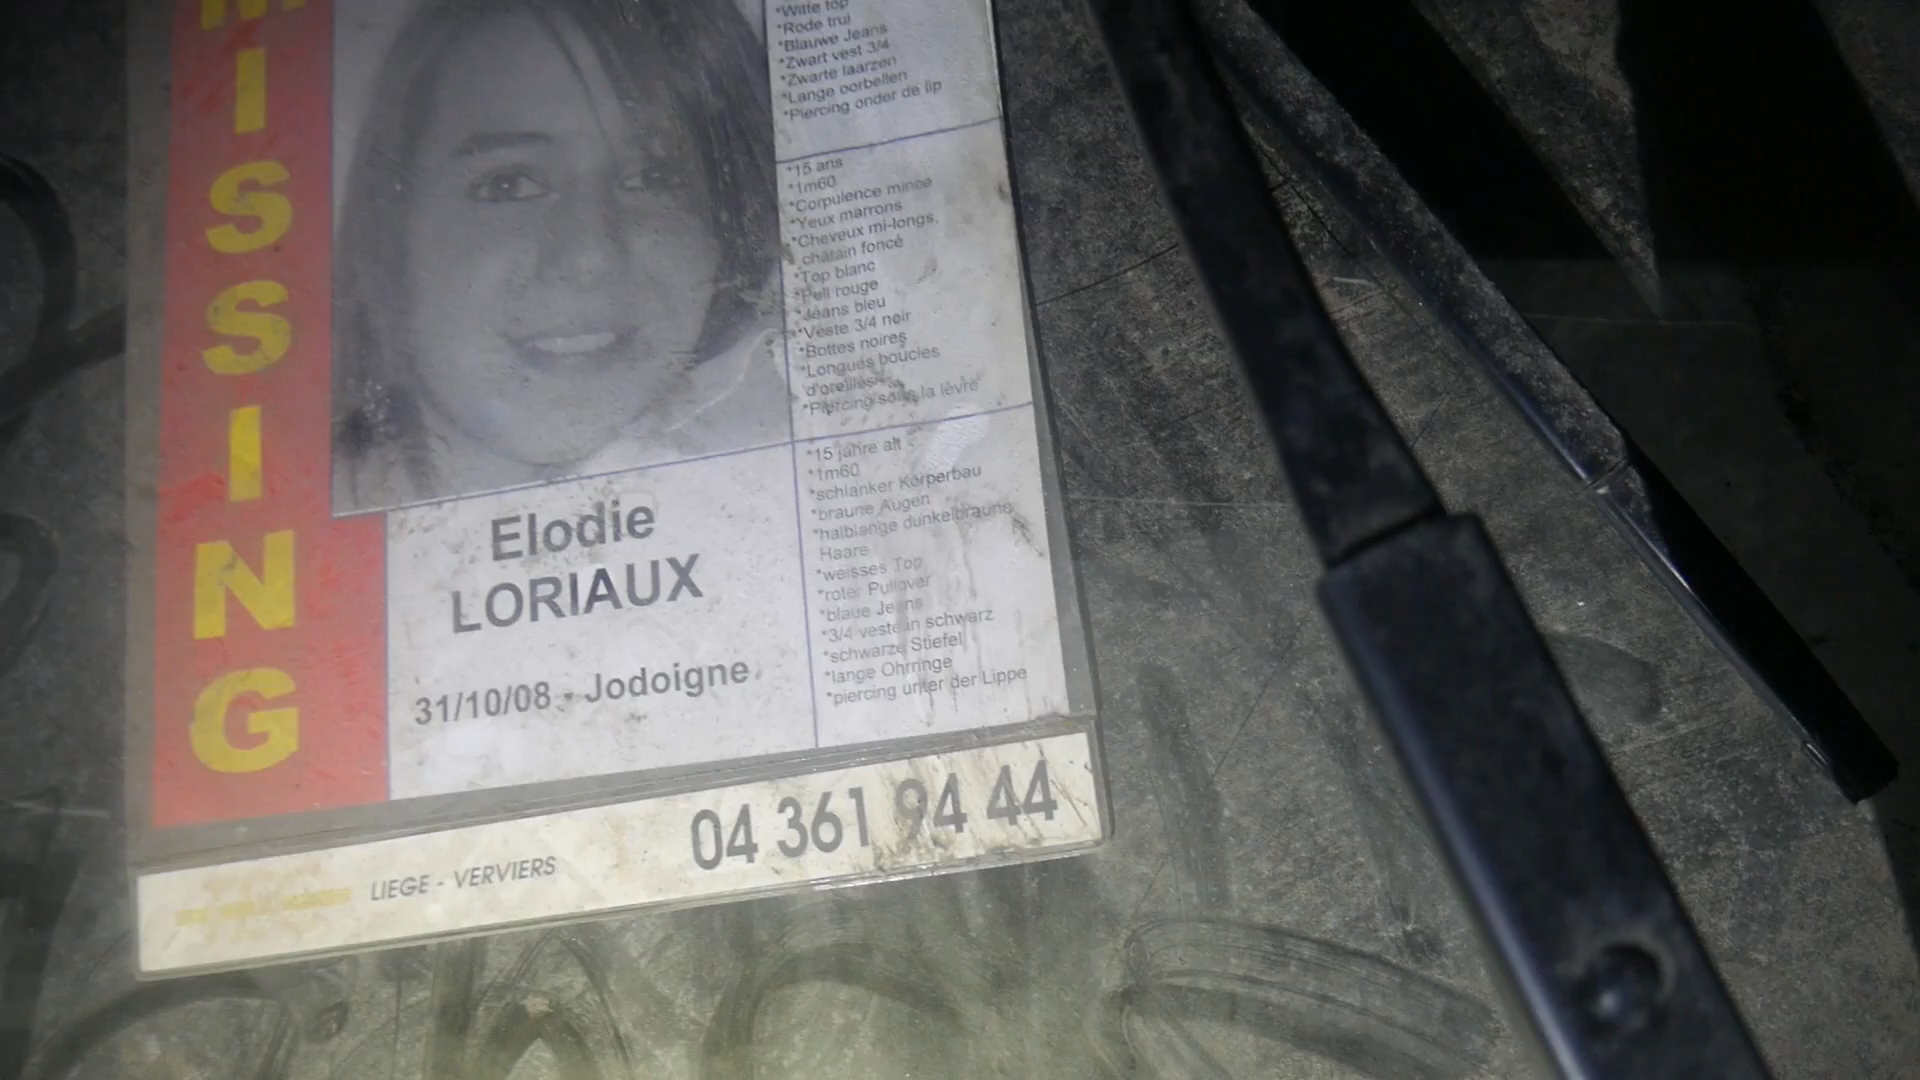 MISSING
*Witte top
*Rode trui
*Blauwe Jeans
*Zwart vest 3/4
*Zwarte laarzen
*Lange oorbellen
*Piercing onder de lip
*15 ans
*1m60
*Corpulence mince
*Yeux marrons
*Cheveux mi-longs,
châtain foncé
*Top blanc
*Pull rouge
*Jeans bleu
*Veste 3/4 noir
*Bottes noires
*Longues boucles
d'oreilles
*Piercing sous la lèvre
*15 jahre alt
*1m60
*schlanker Körperbau
*braune Augen
*halblange dunkelbraune
Haare
*weisses Top
*roter Pullover
*blaue Jeans
*3/4 veste in schwarz
*schwarze Stiefel
*lange Ohrringe
*piercing unter der Lippe
Elodie
LORIAUX
31/10/08 - Jodoigne
LIEGE - VERVIERS
04 361 94 44